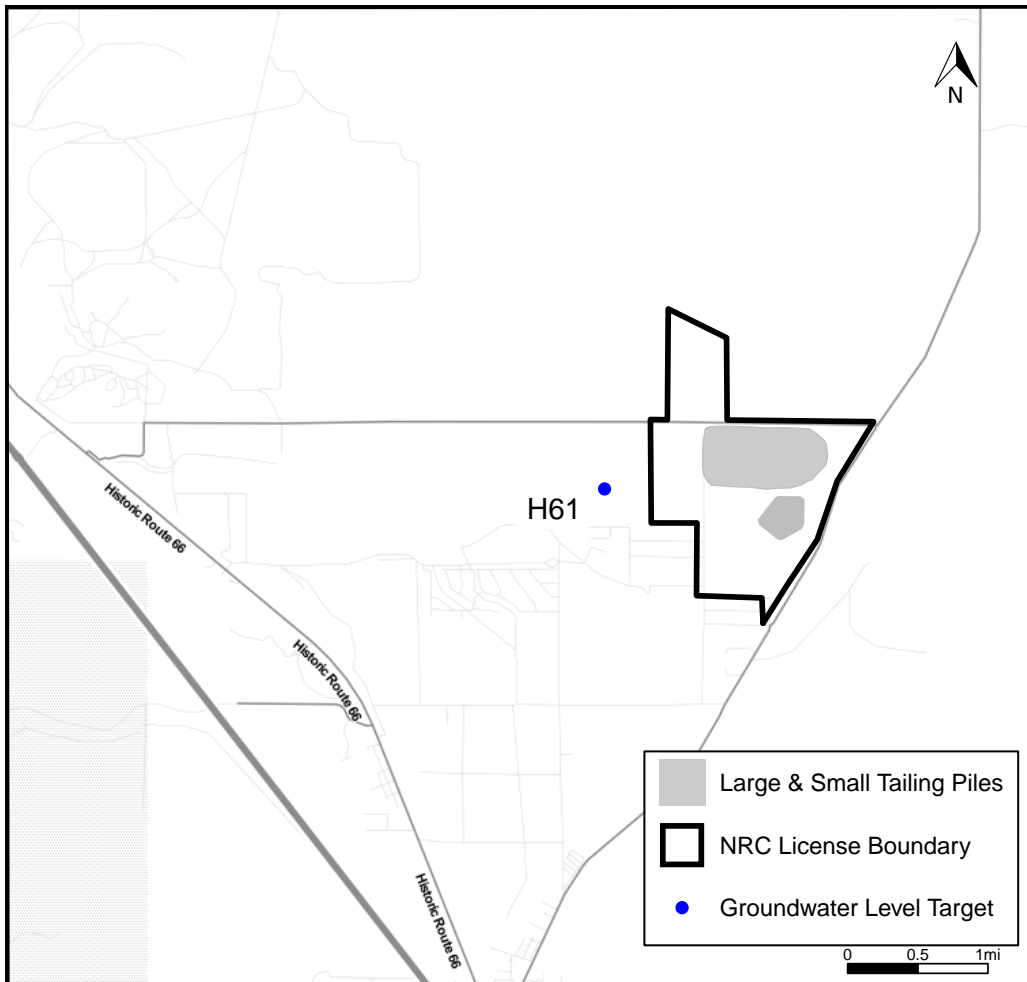 N
Historic Route 66
H61
Historic Route 66
Historic Route 66
Large & Small Tailing Piles
NRC License Boundary
Groundwater Level Target
0 0.5 1mi